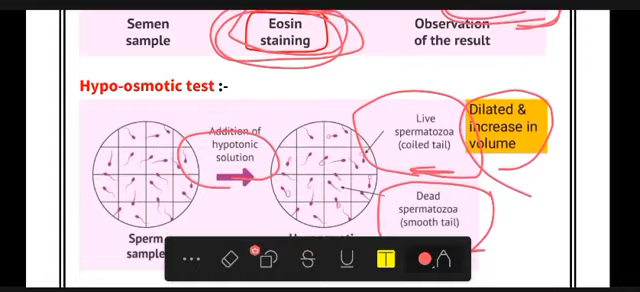 Semen
sample
Eosin
staining
Observation
of the result
Hypo-osmotic test :-
Addition of
hypotonic
solution
Live
spermatozoa
(coiled tail)
Dilated &
increase in
volume
Dead
spermatozoa
(smooth tail)
Sperm
sample
T